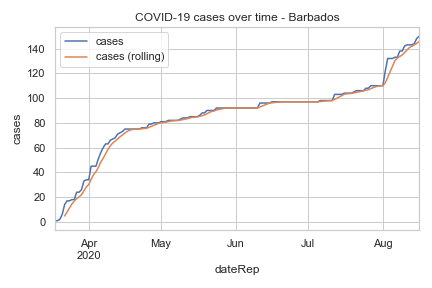 COVID-19 cases over time - Barbados
cases
cases (rolling)
140
120
100
80
60
40
20
0
cases
Apr
2020
May
Jun
Jul
Aug
dateRep